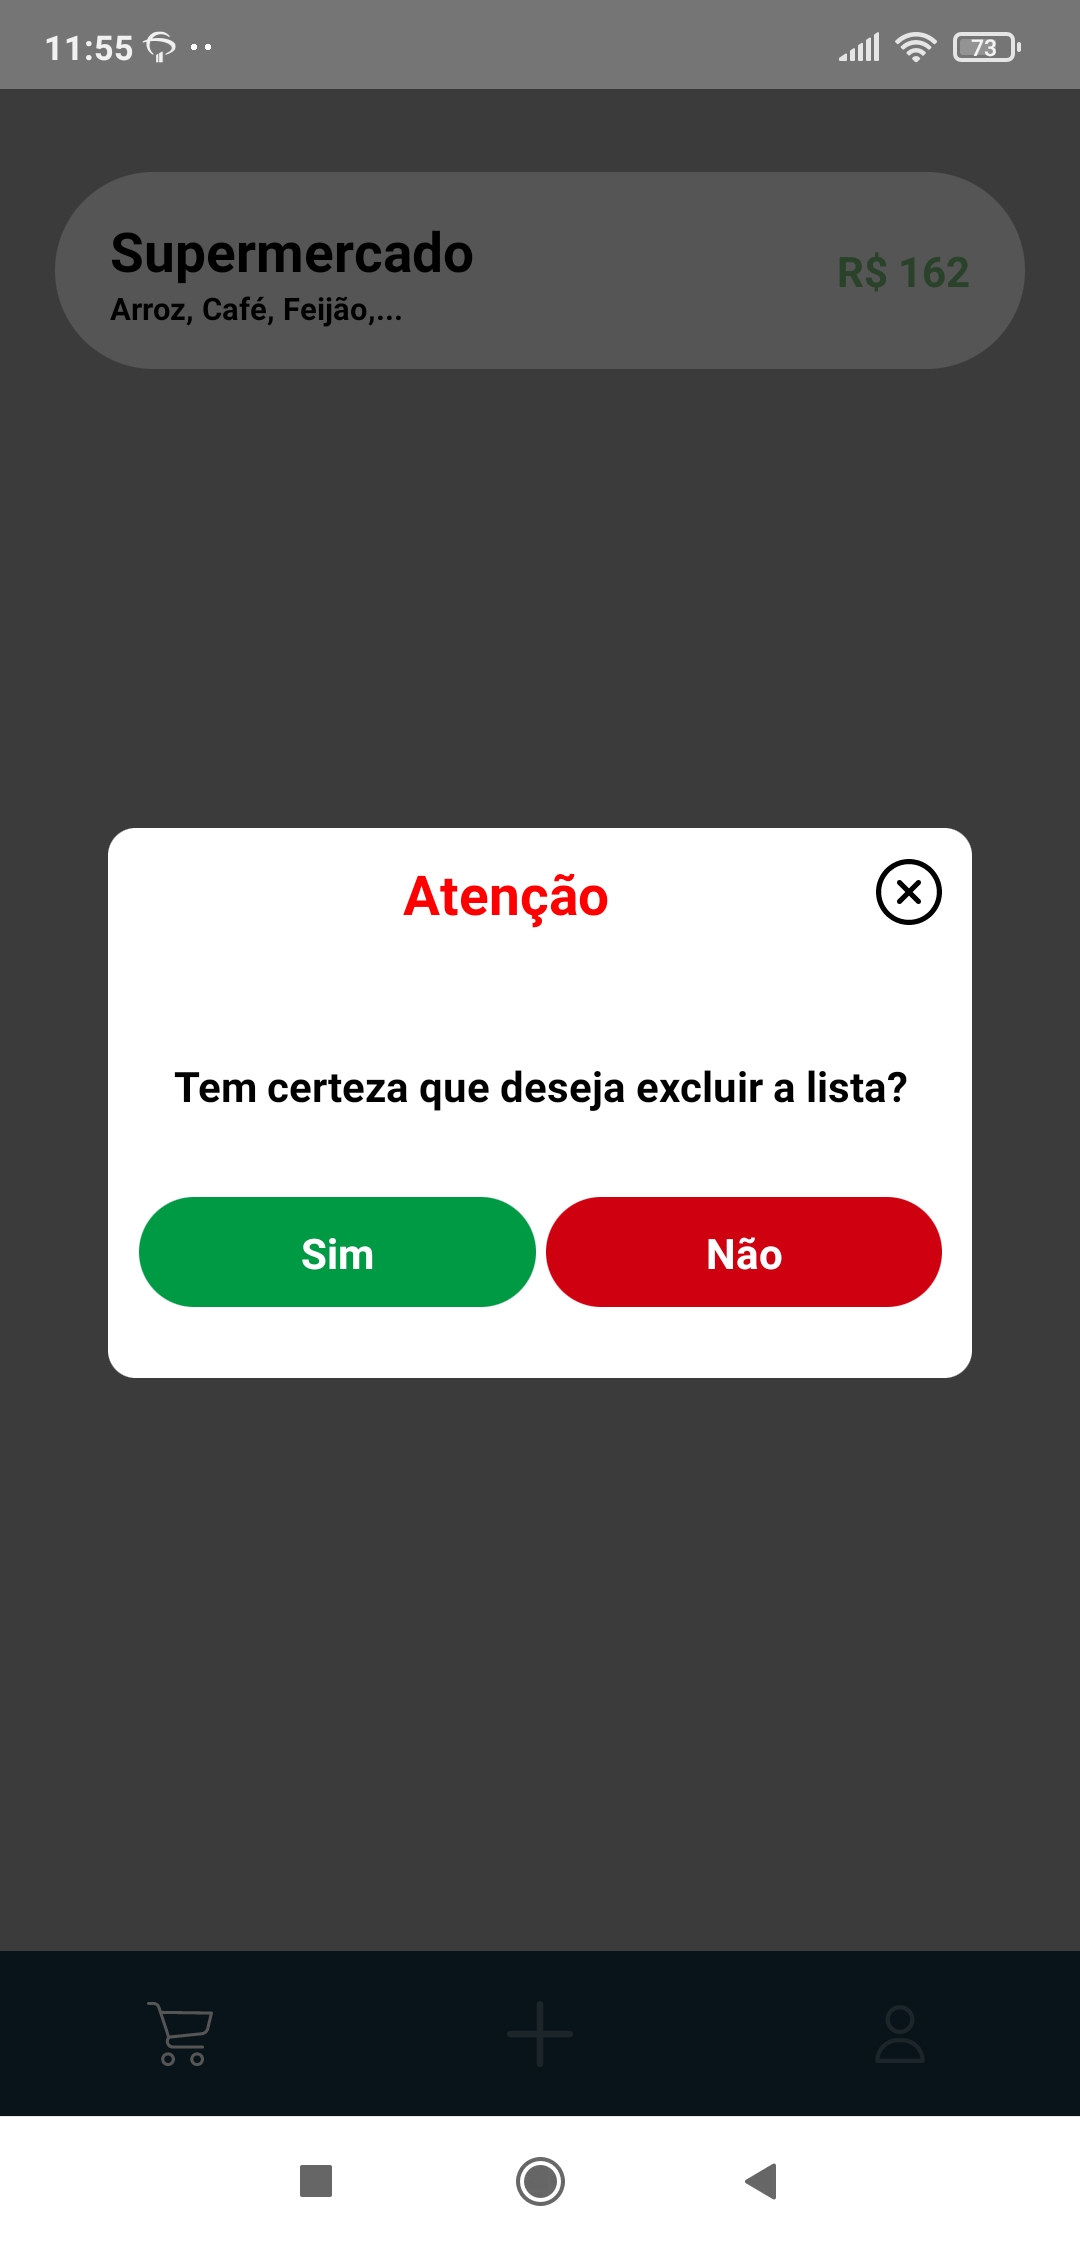 11:55
73
Supermercado
R$ 162
Arroz, Café, Feijão,...
Atenção
Tem certeza que deseja excluir a lista?
Sim
Não